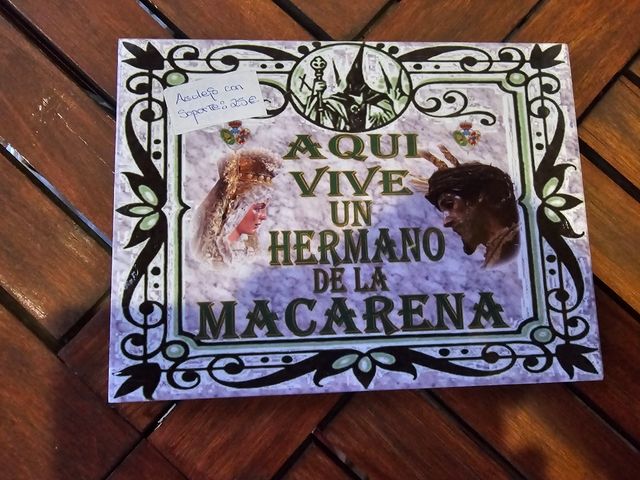 Azulejo con
Soporte: 25€
AQUI
VIVE
UN
HERMANO
DE LA
MACARENA